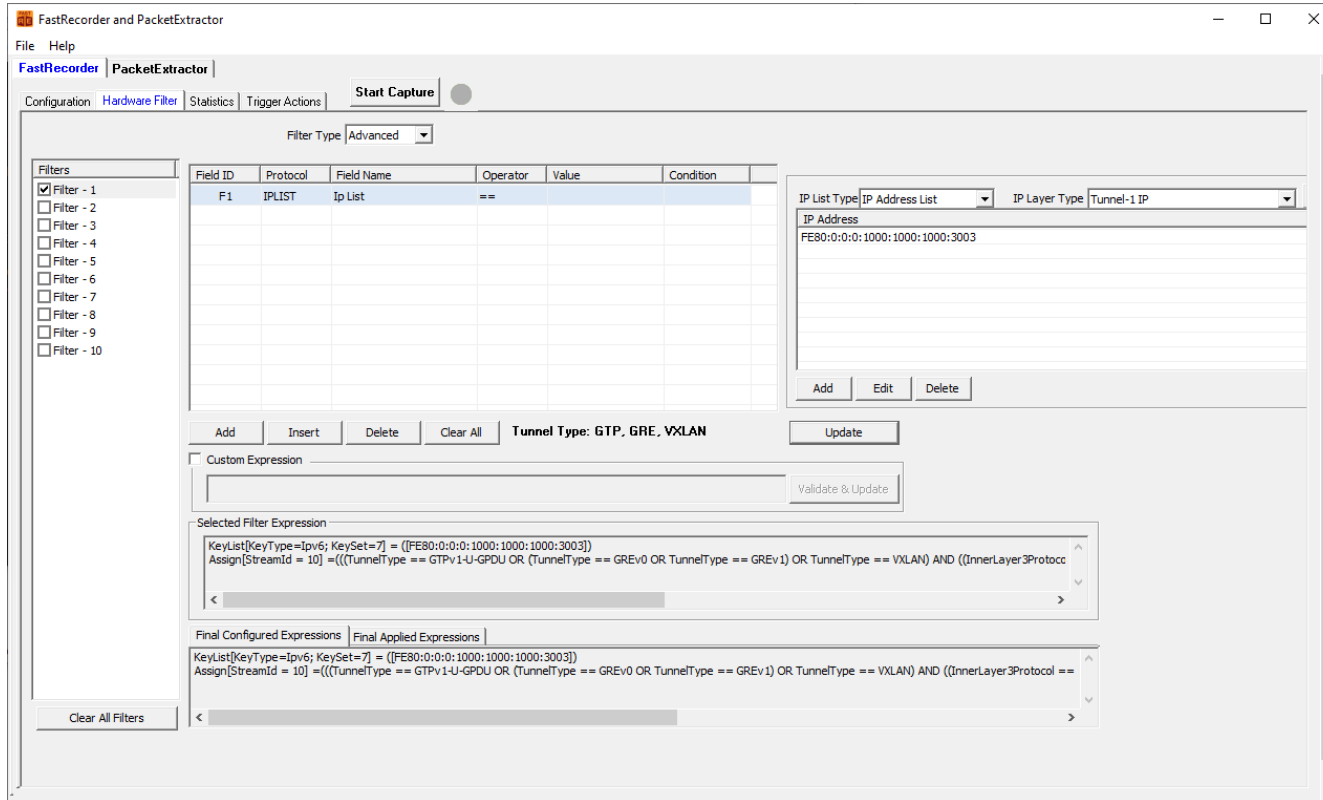 FastRecorder and PacketExtractor
File Help
FastRecorder PacketExtractor
Configuration Hardware Filter Statistics Trigger Actions Start Capture
Filter Type Advanced
Filters
Filter - 1
Filter - 2
Filter - 3
Filter - 4
Filter - 5
Filter - 6
Filter - 7
Filter - 8
Filter - 9
Filter - 10
Clear All Filters
Field ID Protocol Field Name Operator Value Condition
F1 IPLIST Ip List ==
IP List Type IP Address List IP Layer Type Tunnel-1 IP
IP Address
FE80:0:0:0:1000:1000:1000:3003
Add Edit Delete
Add Insert Delete Clear All Tunnel Type: GTP, GRE, VXLAN Update
Custom Expression
Validate & Update
Selected Filter Expression
KeyList[KeyType=Ipv6; KeySet=7] = ([FE80:0:0:0:1000:1000:1000:3003])
Assign[StreamId = 10] =(((TunnelType == GTPv1-U-GPDU OR (TunnelType == GREv0 OR TunnelType == GREv1) OR TunnelType == VXLAN) AND ((InnerLayer3Protoc
Final Configured Expressions Final Applied Expressions
KeyList[KeyType=Ipv6; KeySet=7] = ([FE80:0:0:0:1000:1000:1000:3003])
Assign[StreamId = 10] =(((TunnelType == GTPv1-U-GPDU OR (TunnelType == GREv0 OR TunnelType == GREv1) OR TunnelType == VXLAN) AND ((InnerLayer3Protocol ==